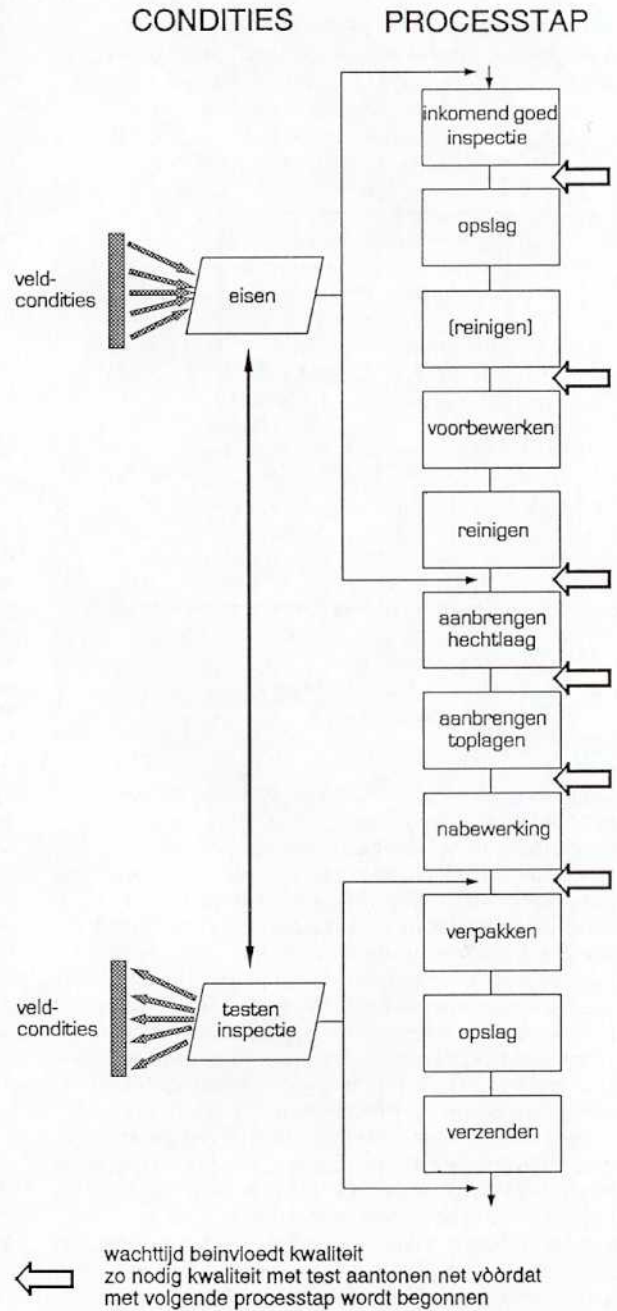 CONDITIES
PROCESSTAP
inkomend goed
inspectie
opslag
(reinigen)
voorbewerken
reinigen
aanbrengen
hechtlaag
aanbrengen
toplagen
nabewerking
verpakken
opslag
verzenden
veld-
condities
eisen
veld-
condities
testen
inspectie
wachttijd beinvloedt kwaliteit
zo nodig kwaliteit met test aantonen net vòòrdat
met volgende processtap wordt begonnen